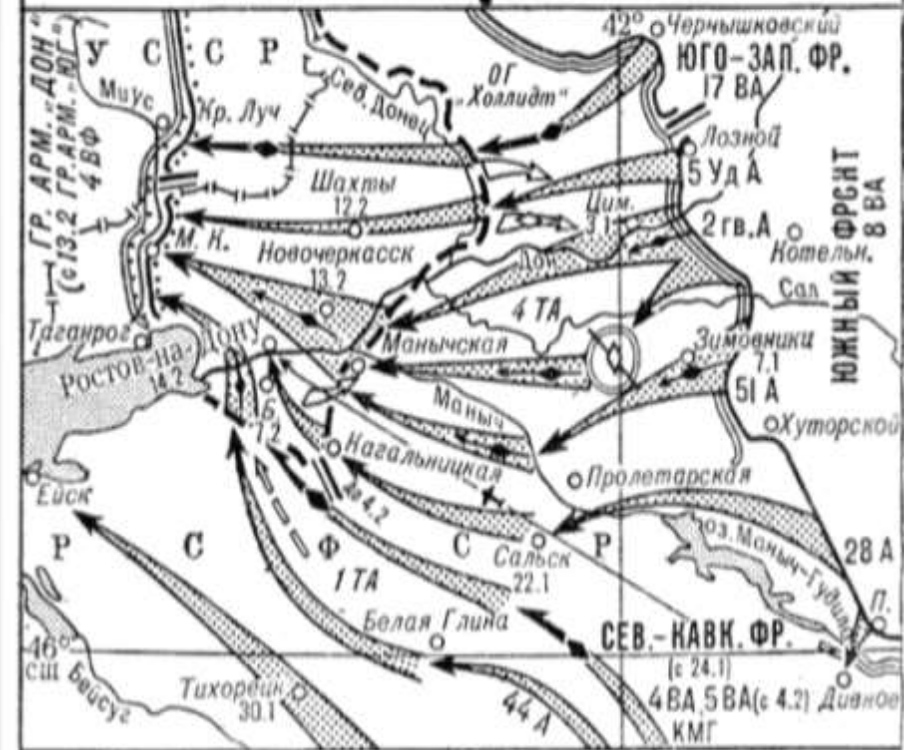 У С С Р
ГР. АРМ. „ДОН"
(с 13.2 ГР. АРМ. „ЮГ")
4 ВФ
Миус
Кр. Луч
Сев. Донец
ОГ
„Холлидт"
42°
Чернышковский
ЮГО-ЗАП. ФР.
17 ВА
Лозной
5 Уд А
ЮЖНЫЙ ФРОНТ
8 ВА
Шахты
12.2
Цим.
3.1
2 гв. А
Котельн.
М. К.
Новочеркасск
13.2
Дон
Сал
4 ТА
Таганрог
Ростов-на-Дону
14.2
Манычская
Зимовники
7.1
51 А
Маныч
Б.
7.2
Хуторской
Кагальницкая
Пролетарская
Ейск
4.2
Р С Ф С Р
Сальск
22.1
оз. Маныч-Гудило
28 А
1 ТА
П.
Белая Глина
СЕВ.-КАВК. ФР.
(с 24.1)
46°
СШ
Бейсуг
Тихорецк
30.1
44 А
4 ВА, 5 ВА (с 4.2)
КМГ
Дивное